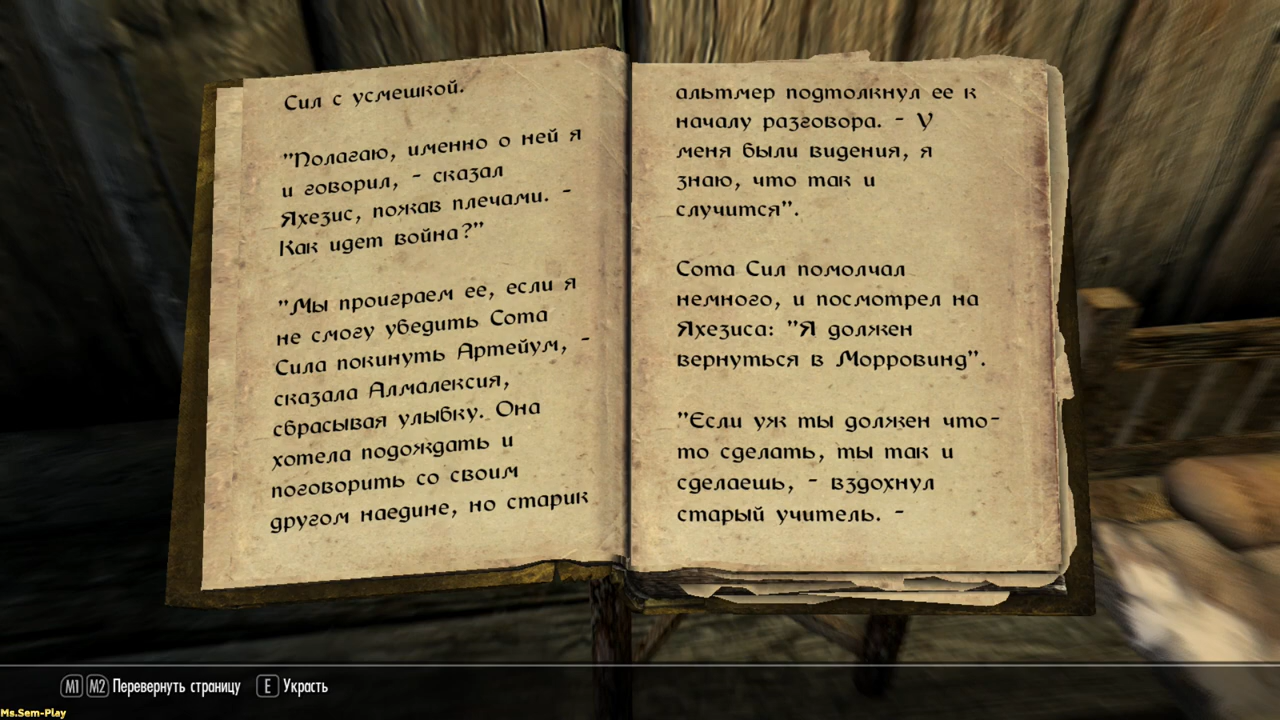 Сил с усмешкой.
"Полагаю, именно о ней я
и говорил, - сказал
Яхезис, пожав плечами. -
Как идет война?"
"Мы проиграем ее, если я
не смогу убедить Сота
Сила покинуть Артейум, -
сказала Алмалексия,
сбрасывая улыбку. Она
хотела подождать и
поговорить со своим
другом наедине, но старик
альтмер подтолкнул ее к
началу разговора. - У
меня были видения, я
знаю, что так и
случится".
Сота Сил помолчал
немного, и посмотрел на
Яхезиса: "Я должен
вернуться в Морровинд".
"Если уж ты должен что-
то сделать, ты так и
сделаешь, - вздохнул
старый учитель. -
M1 M2 Перевернуть страницу E Украсть
Ms.Sem-Play